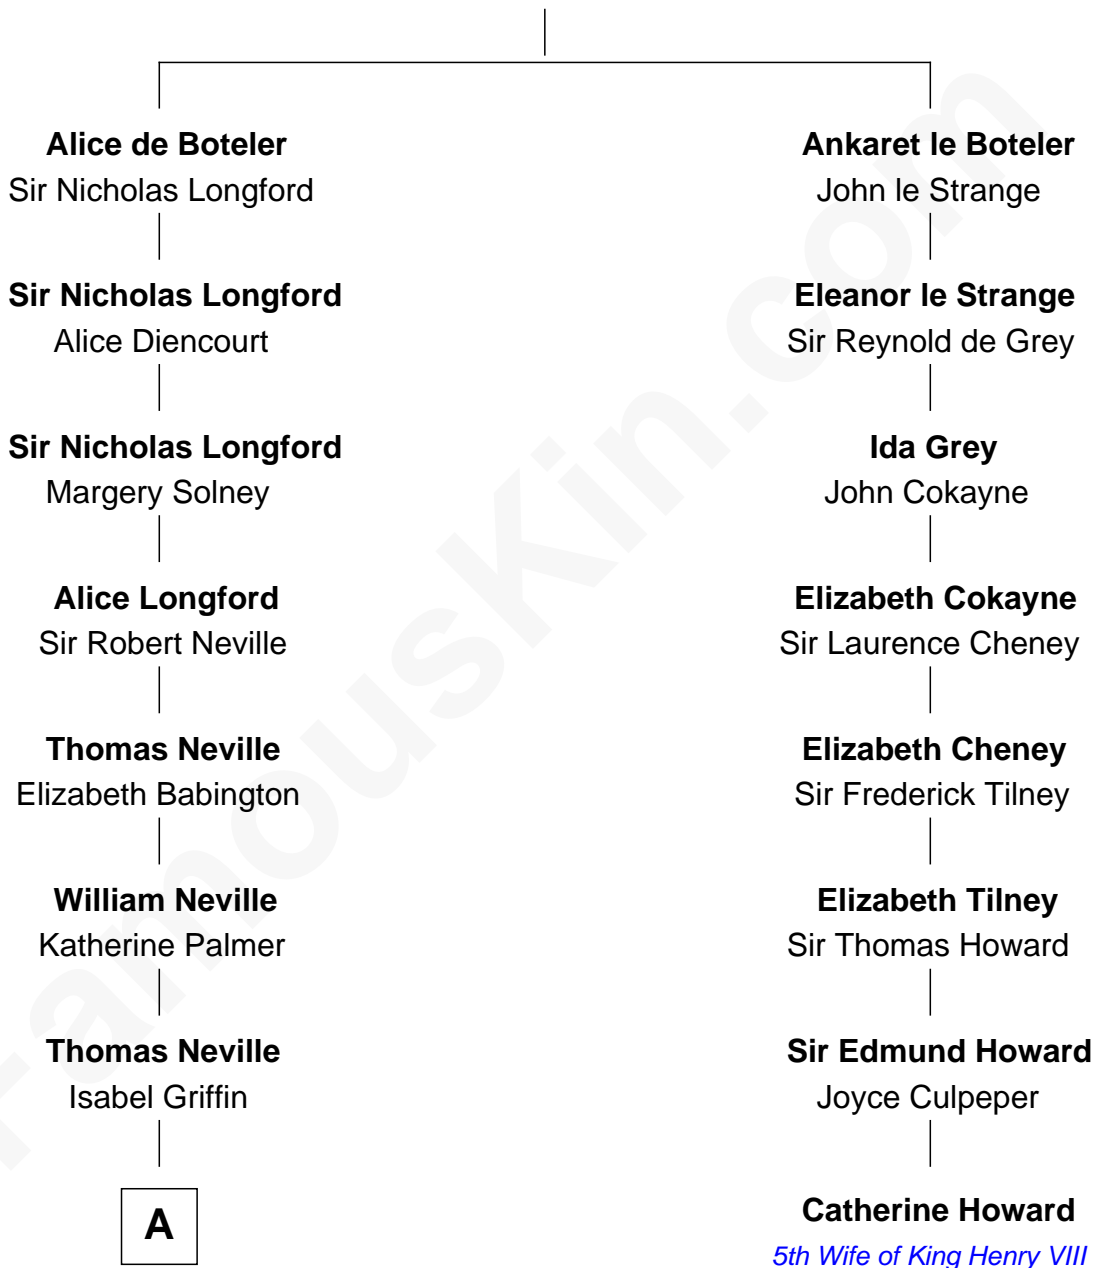 Alice de Boteler
Sir Nicholas Longford
Sir Nicholas Longford
Alice Diencourt
Sir Nicholas Longford
Margery Solney
Alice Longford
Sir Robert Neville
Thomas Neville
Elizabeth Babington
William Neville
Katherine Palmer
Thomas Neville
Isabel Griffin
A
Ankaret le Boteler
John le Strange
Eleanor le Strange
Sir Reynold de Grey
Ida Grey
John Cokayne
Elizabeth Cokayne
Sir Laurence Cheney
Elizabeth Cheney
Sir Frederick Tilney
Elizabeth Tilney
Sir Thomas Howard
Sir Edmund Howard
Joyce Culpeper
Catherine Howard
5th Wife of King Henry VIII
FamousKin.com